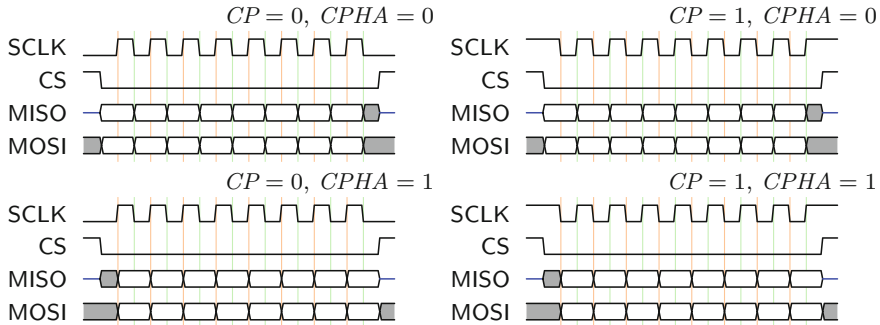 CP = 0, CPHA = 0
SCLK
CS
MISO
MOSI
CP = 1, CPHA = 0
SCLK
CS
MISO
MOSI
CP = 0, CPHA = 1
SCLK
CS
MISO
MOSI
CP = 1, CPHA = 1
SCLK
CS
MISO
MOSI